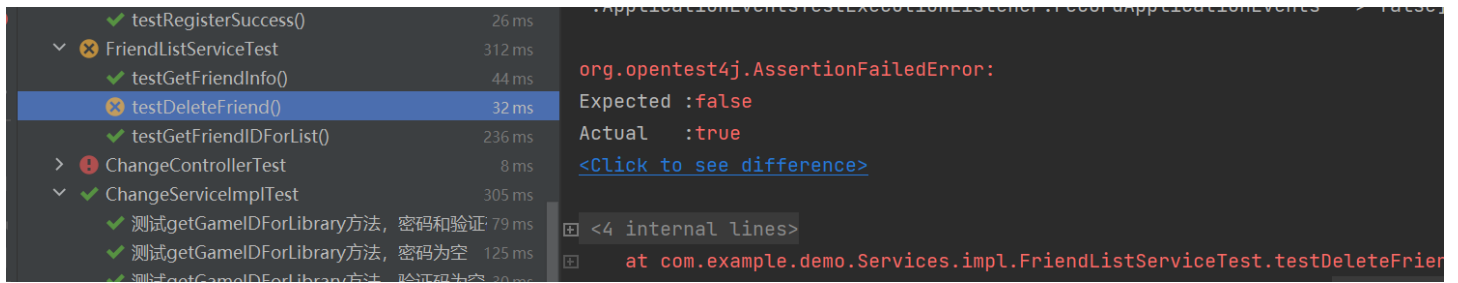 testRegisterSuccess() 26 ms
FriendListServiceTest 312 ms
testGetFriendInfo() 44 ms
testDeleteFriend() 32 ms
testGetFriendIDForList() 236 ms
ChangeControllerTest 8 ms
ChangeServiceImplTest 305 ms
测试getGameIDForLibrary方法，密码和验证 79 ms
测试getGameIDForLibrary方法，密码为空 125 ms
测试getGameIDForLibrary方法，验证码为空 30 ms
.ApplicationEventsTestExecutionListener.recordApplicationEvents
org.opentest4j.AssertionFailedError:
Expected :false
Actual :true
<Click to see difference>
<4 internal lines>
at com.example.demo.Services.impl.FriendListServiceTest.testDeleteFrien